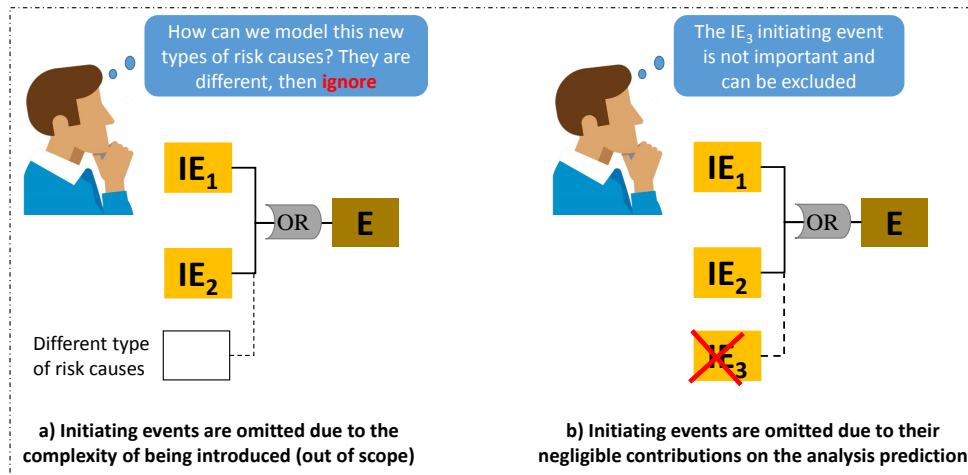 How can we model this new
types of risk causes? They are
different, then ignore
IE1
OR
E
IE2
Different type
of risk causes
a) Initiating events are omitted due to the
complexity of being introduced (out of scope)
The IE3 initiating event
is not important and
can be excluded
IE1
OR
E
IE2
IE3
b) Initiating events are omitted due to their
negligible contributions on the analysis prediction